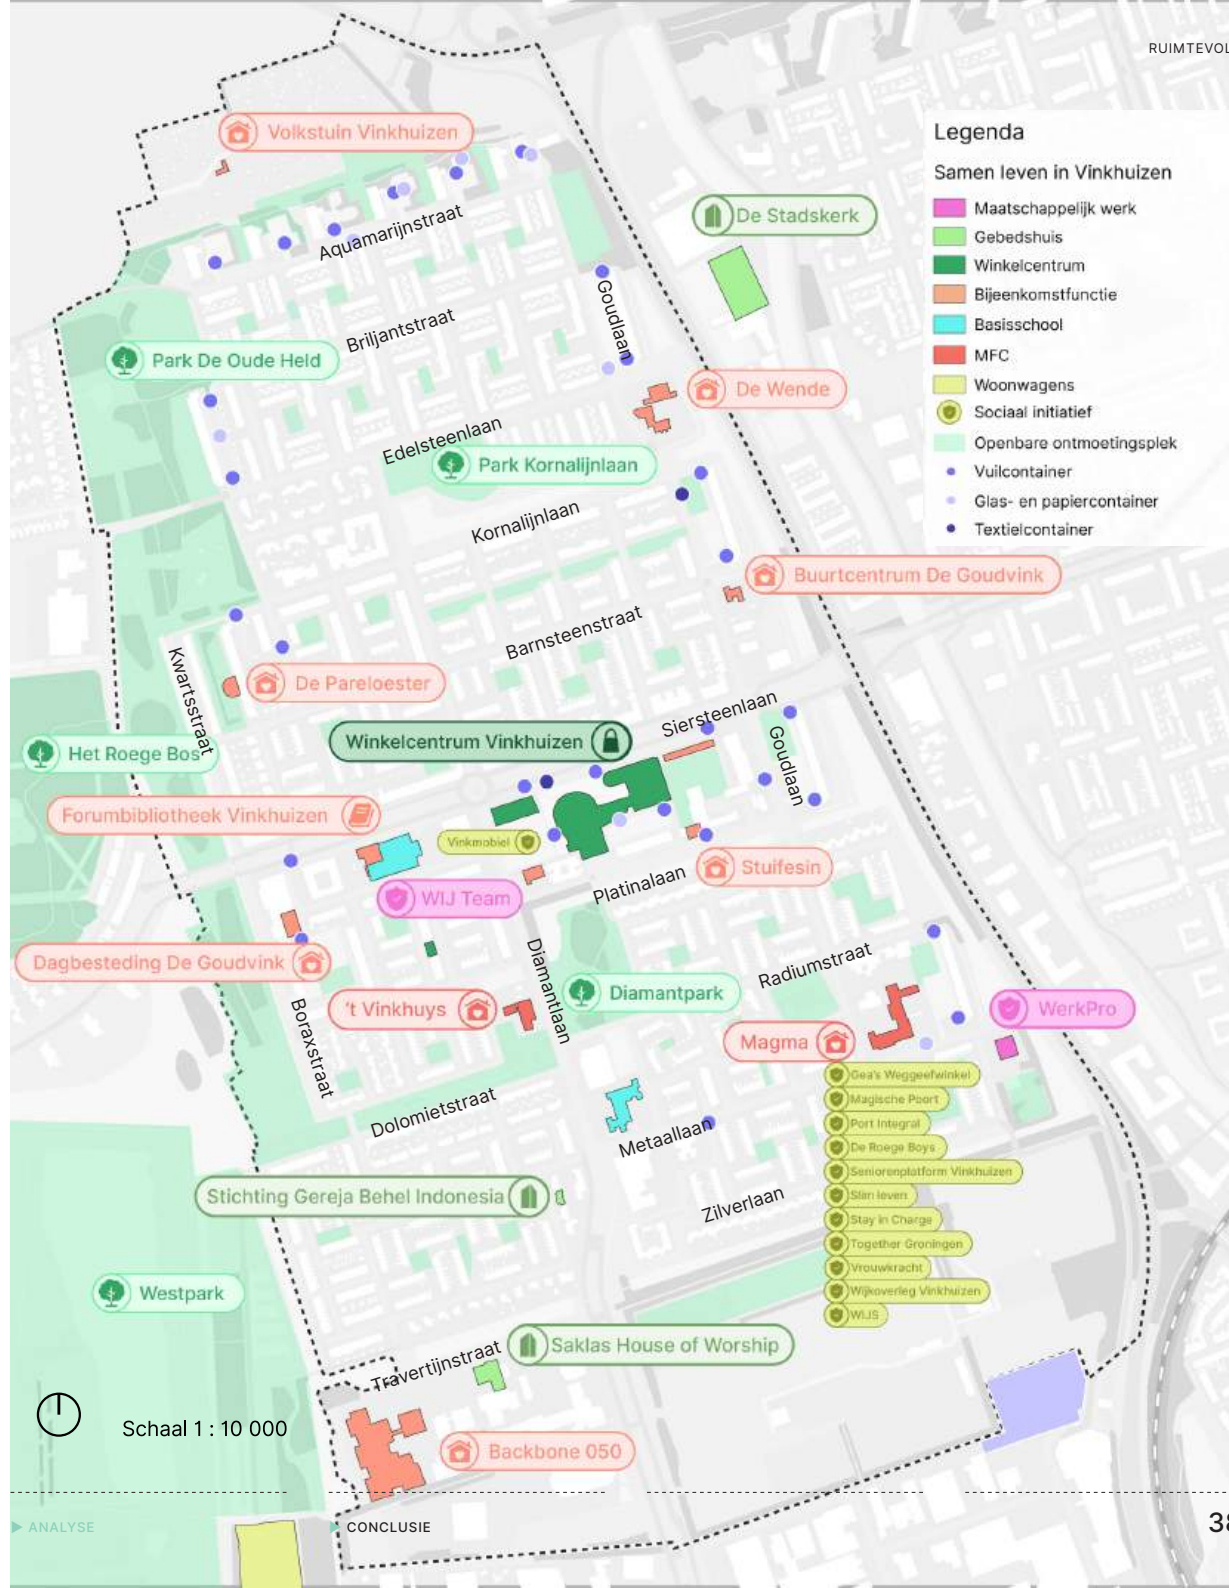 RUIMTEVOL
Legenda
Samen leven in Vinkhuizen
Maatschappelijk werk
Gebedshuis
Winkelcentrum
Bijeenkomstfunctie
Basisschool
MFC
Woonwagens
Sociaal initiatief
Openbare ontmoetingsplek
Vuilcontainer
Glas- en papiercontainer
Textielcontainer
Volkstuin Vinkhuizen
De Stadskerk
Aquamarijnstraat
Goudlaan
Briljantstraat
Park De Oude Held
De Wende
Edelsteenlaan
Park Kornalijnlaan
Kornalijnlaan
Buurtcentrum De Goudvink
Barnsteenstraat
Kwartsstraat
De Pareloester
Siersteenlaan
Winkelcentrum Vinkhuizen
Goudlaan
Het Roege Bos
Forumbibliotheek Vinkhuizen
Vinkmobiel
Stuifesin
Platinalaan
WIJ Team
Dagbesteding De Goudvink
Diamantlaan
Radiumstraat
Diamantpark
't Vinkhuys
WerkPro
Boraxstraat
Magma
Gea's Weggeefwinkel
Magische Poort
Port Integral
De Roege Boys
Seniorenplatform Vinkhuizen
Slim leven
Stay in Charge
Together Groningen
Vrouwkracht
Wijkoverleg Vinkhuizen
WIJS
Dolomietstraat
Metaallaan
Stichting Gereja Behel Indonesia
Zilverlaan
Westpark
Saklas House of Worship
Travertijnstraat
Schaal 1 : 10 000
Backbone 050
ANALYSE
CONCLUSIE
38